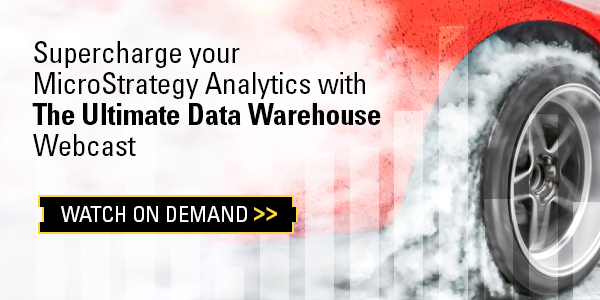 Supercharge your
MicroStrategy Analytics with
The Ultimate Data Warehouse
Webcast
WATCH ON DEMAND >>